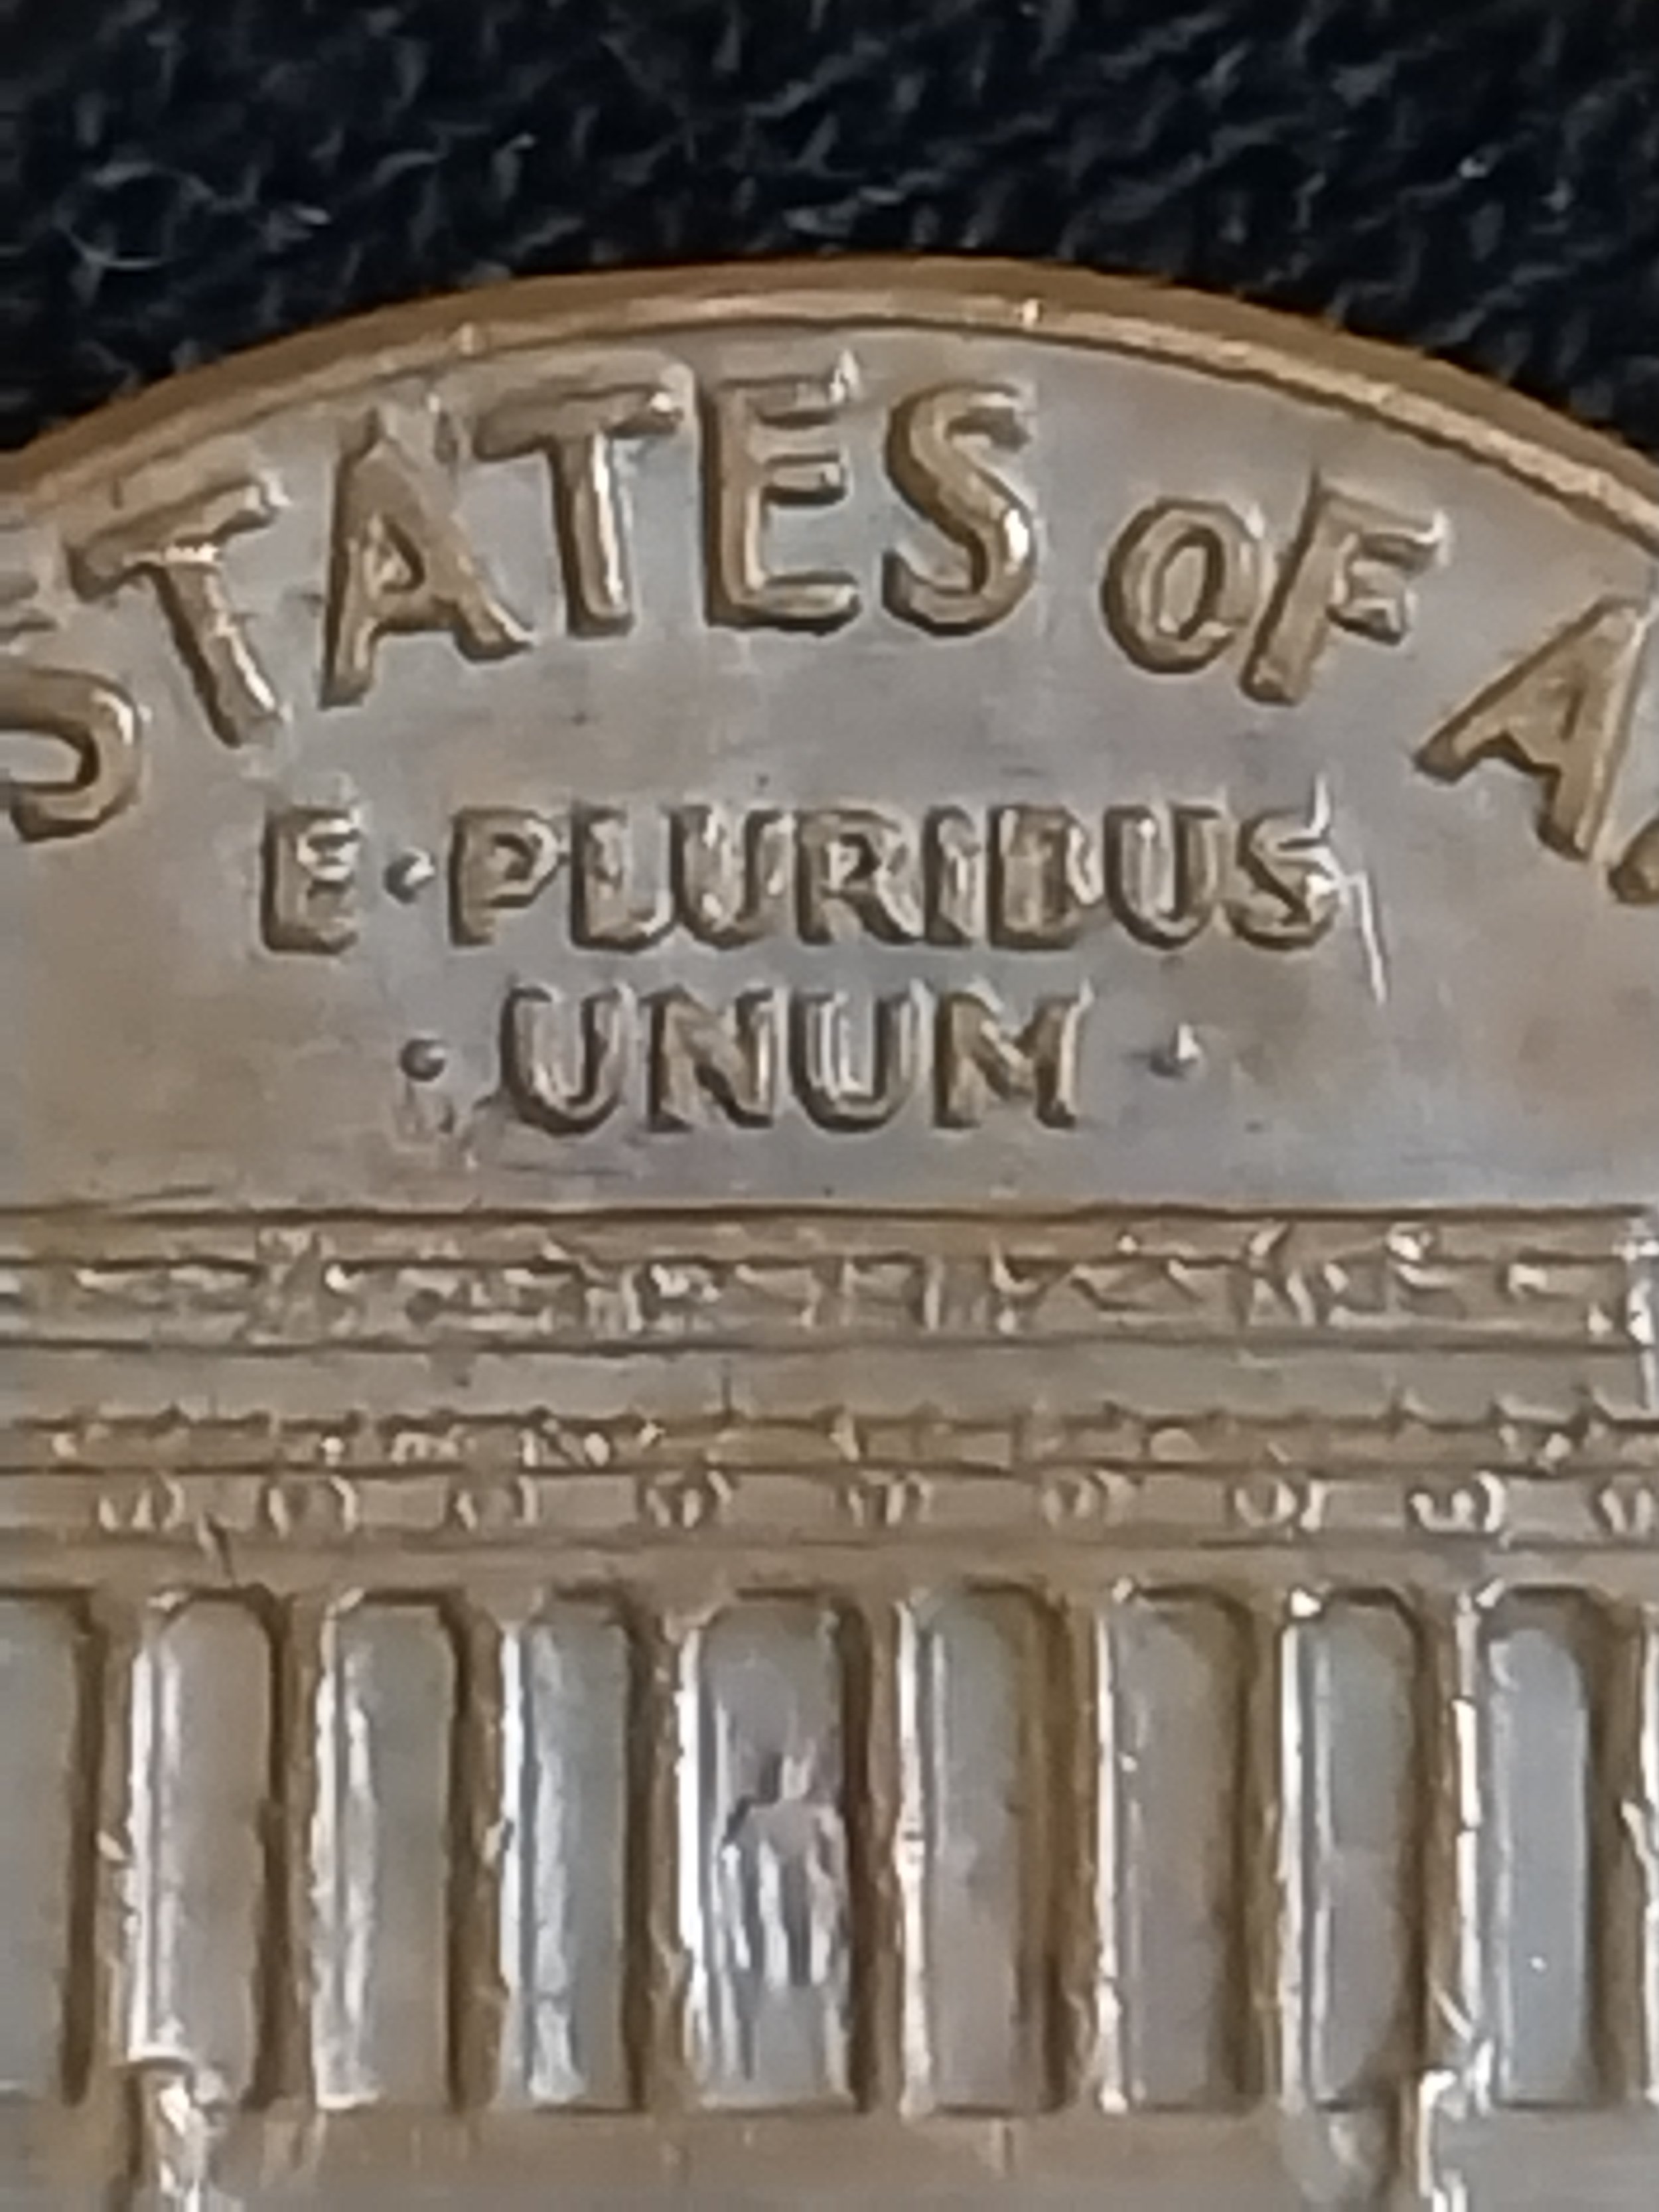 STATES OF A
E·PLURIBUS
·UNUM·